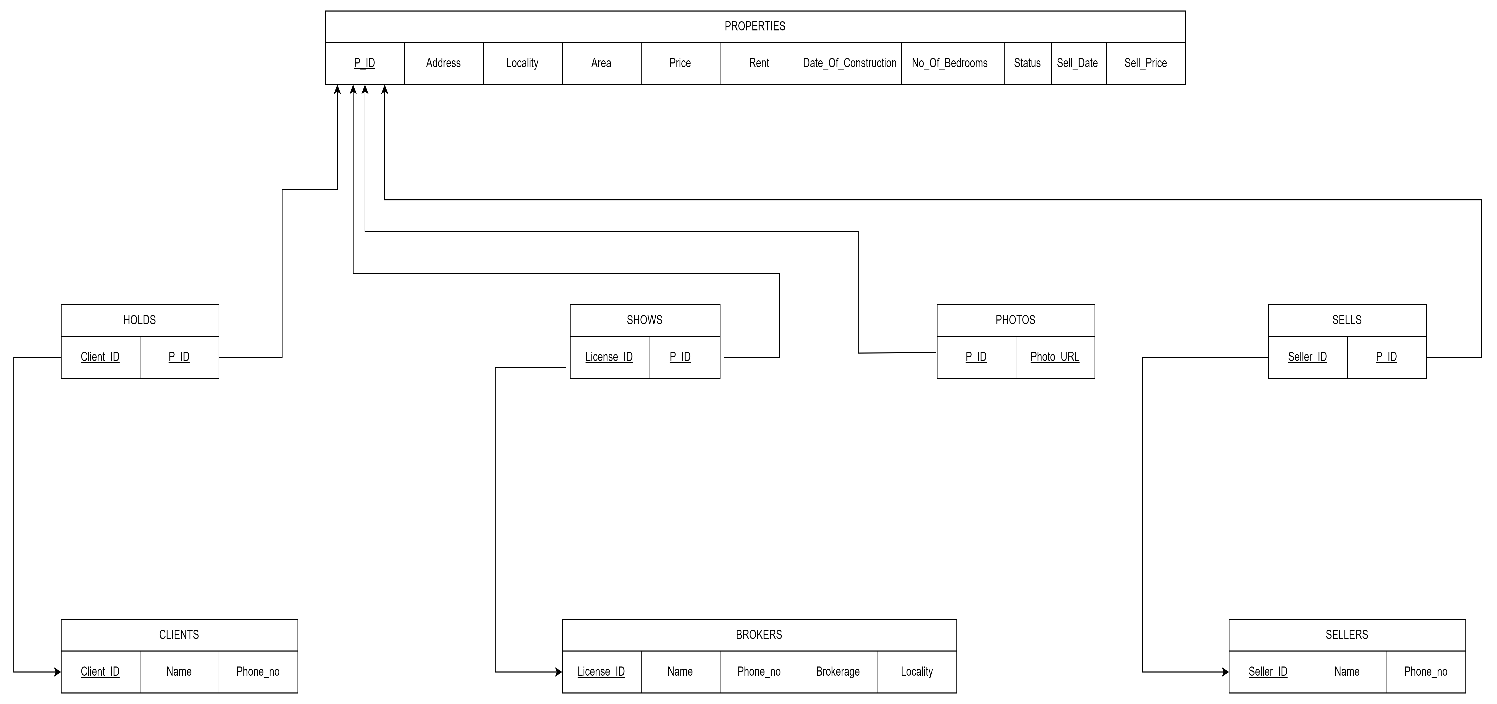 PROPERTIES
P_ID Address Locality Area Price Rent Date_Of_Construction No_Of_Bedrooms Status Sell_Date Sell_Price
HOLDS SHOWS PHOTOS SELLS
Client_ID P_ID License_ID P_ID P_ID Photo_URL Seller_ID P_ID
CLIENTS BROKERS SELLERS
Client_ID Name Phone_no License_ID Name Phone_no Brokerage Locality Seller_ID Name Phone_no